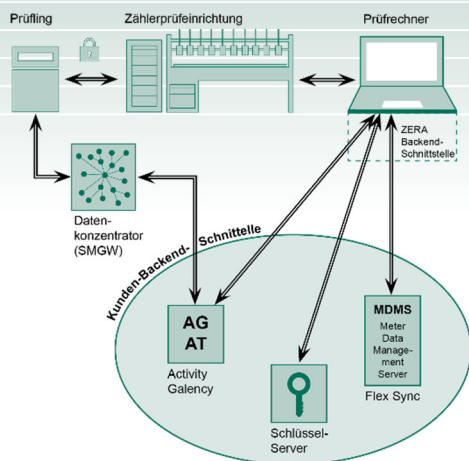 Prüfling
Zählerprüfeinrichtung
Prüfrechner
ZERA
Backend-
Schnittstelle
Daten-
konzentrator
(SMGW)
Kunden-Backend-Schnittelle
AG
AT
Activity
Galency
Schlüssel-
Server
MDMS
Meter
Data
Manage-
ment
Server
Flex Sync